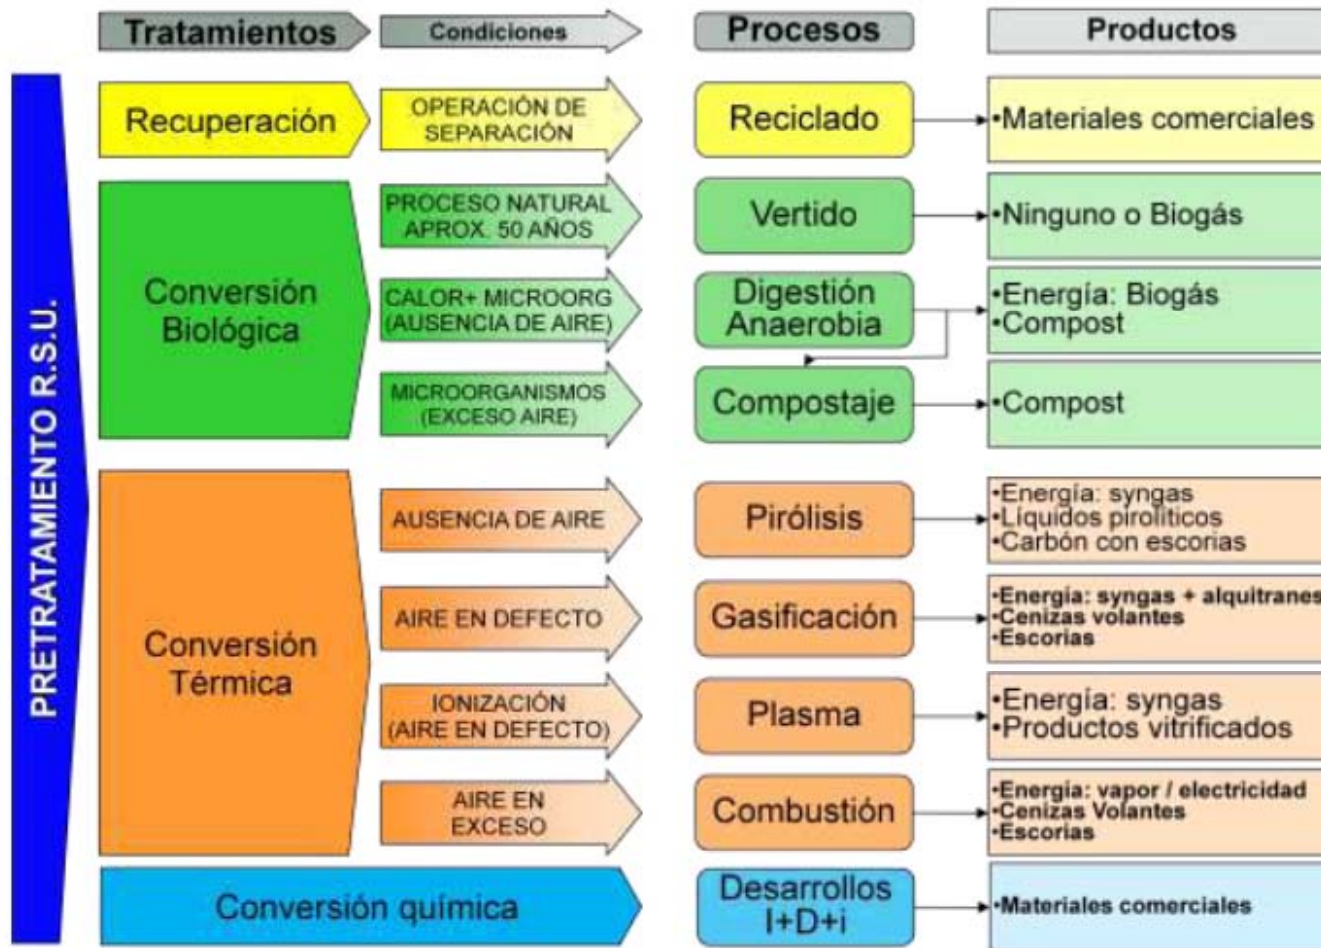 Tratamientos
Condiciones
Procesos
Productos
PRETRATAMIENTO R.S.U.
Recuperación
OPERACIÓN DE
SEPARACIÓN
Reciclado
•Materiales comerciales
Conversión
Biológica
PROCESO NATURAL
APROX. 50 AÑOS
Vertido
•Ninguno o Biogás
CALOR+ MICROORG
(AUSENCIA DE AIRE)
Digestión
Anaerobia
•Energía: Biogás
•Compost
MICROORGANISMOS
(EXCESO AIRE)
Compostaje
•Compost
Conversión
Térmica
AUSENCIA DE AIRE
Pirólisis
•Energía: syngas
•Líquidos pirolíticos
•Carbón con escorias
AIRE EN DEFECTO
Gasificación
•Energía: syngas + alquitranes
•Cenizas volantes
•Escorias
IONIZACIÓN
(AIRE EN DEFECTO)
Plasma
•Energía: syngas
•Productos vitrificados
AIRE EN
EXCESO
Combustión
•Energía: vapor / electricidad
•Cenizas Volantes
•Escorias
Conversión química
Desarrollos
I+D+i
•Materiales comerciales